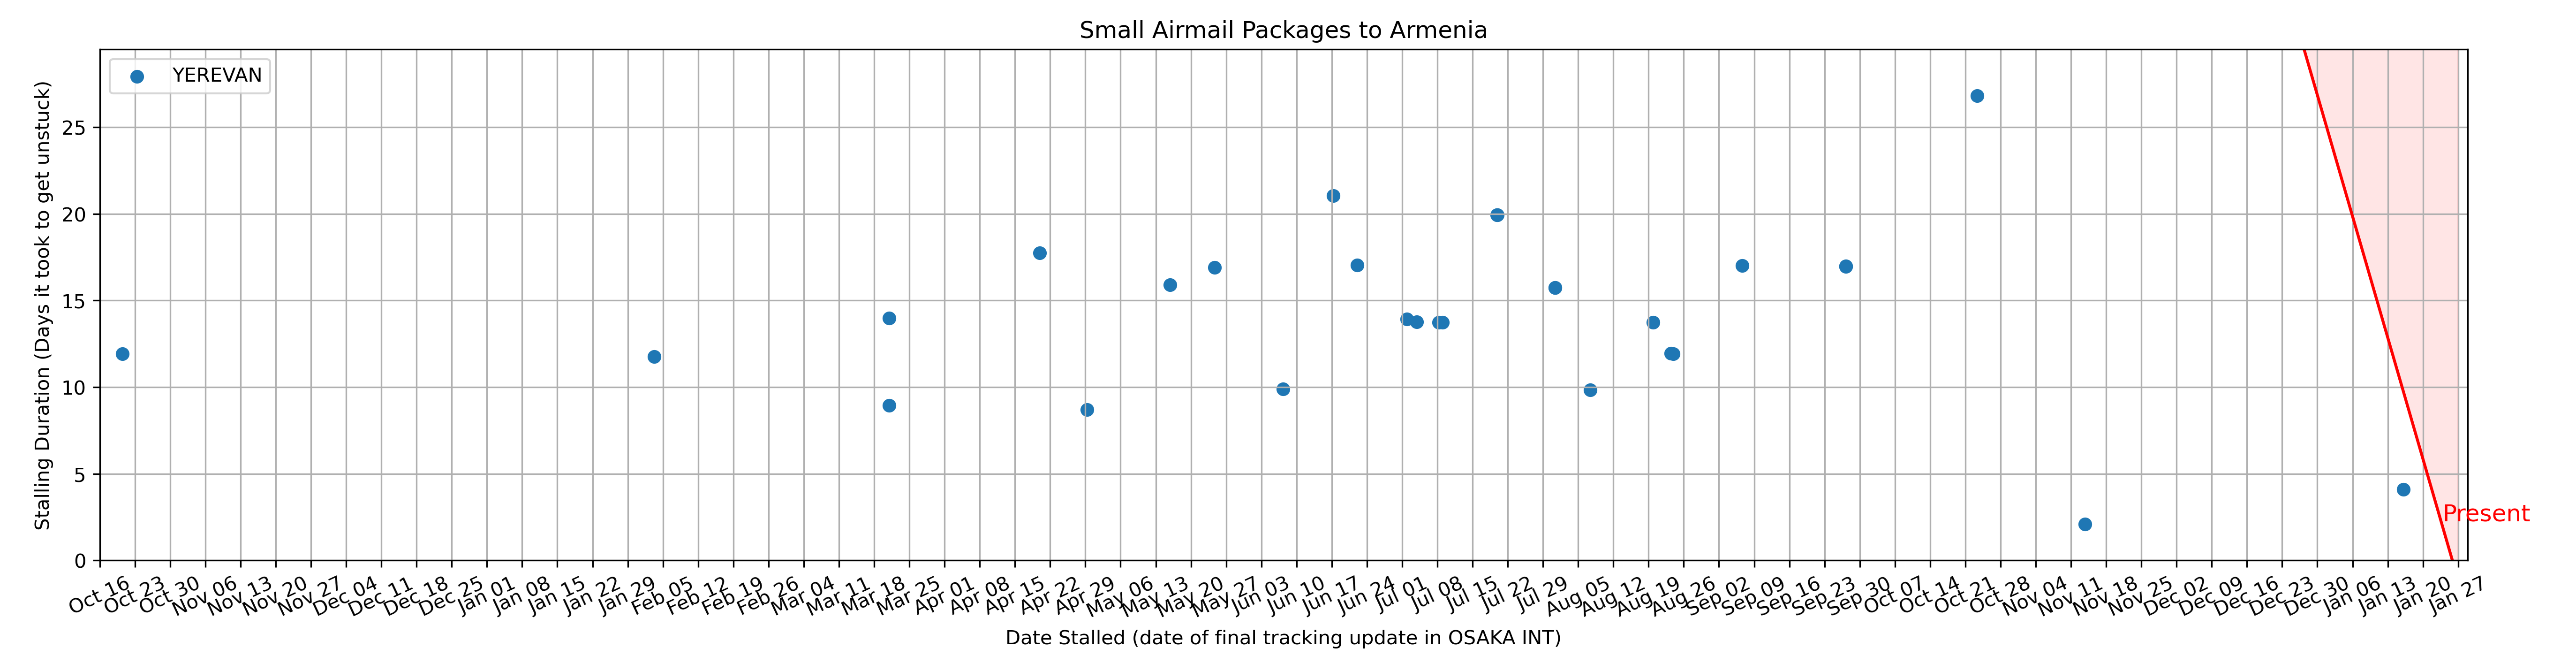 Small Airmail Packages to Armenia
YEREVAN
Stalling Duration (Days it took to get unstuck)
25
20
15
10
5
0
Present
Oct 16 Oct 23 Oct 30 Nov 06 Nov 13 Nov 20 Nov 27 Dec 04 Dec 11 Dec 18 Dec 25 Jan 01 Jan 08 Jan 15 Jan 22 Jan 29 Feb 05 Feb 12 Feb 19 Feb 26 Mar 04 Mar 11 Mar 18 Mar 25 Apr 01 Apr 08 Apr 15 Apr 22 Apr 29 May 06 May 13 May 20 May 27 Jun 03 Jun 10 Jun 17 Jun 24 Jul 01 Jul 08 Jul 15 Jul 22 Jul 29 Aug 05 Aug 12 Aug 19 Aug 26 Sep 02 Sep 09 Sep 16 Sep 23 Sep 30 Oct 07 Oct 14 Oct 21 Oct 28 Nov 04 Nov 11 Nov 18 Nov 25 Dec 02 Dec 09 Dec 16 Dec 23 Dec 30 Jan 06 Jan 13 Jan 20 Jan 27
Date Stalled (date of final tracking update in OSAKA INT)